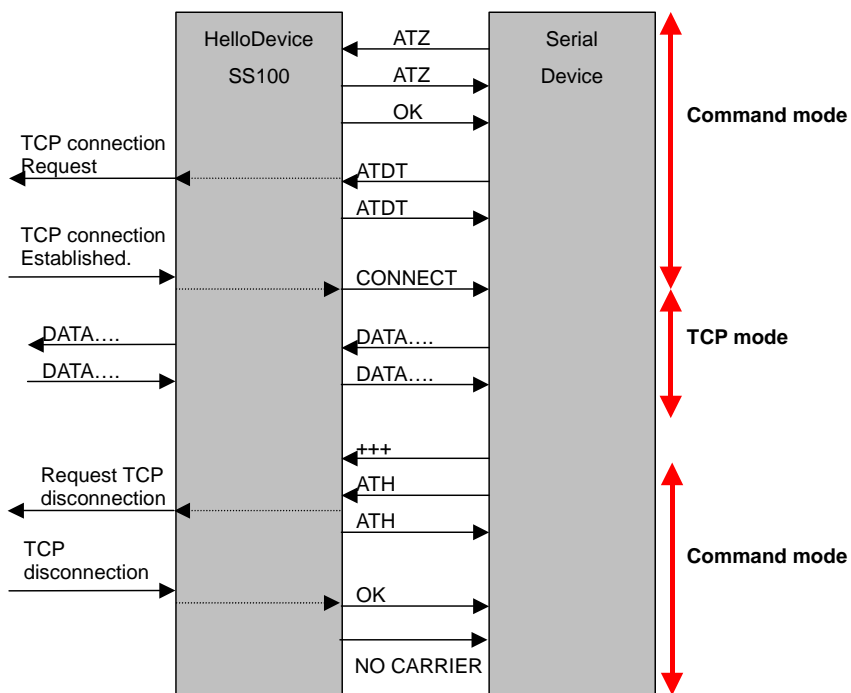 HelloDevice
SS100
Serial
Device
ATZ
ATZ
OK
Command mode
TCP connection
Request
ATDT
ATDT
TCP connection
Established.
CONNECT
DATA….
DATA….
DATA….
DATA….
TCP mode
+++
Request TCP
disconnection
ATH
ATH
TCP
disconnection
Command mode
OK
NO CARRIER